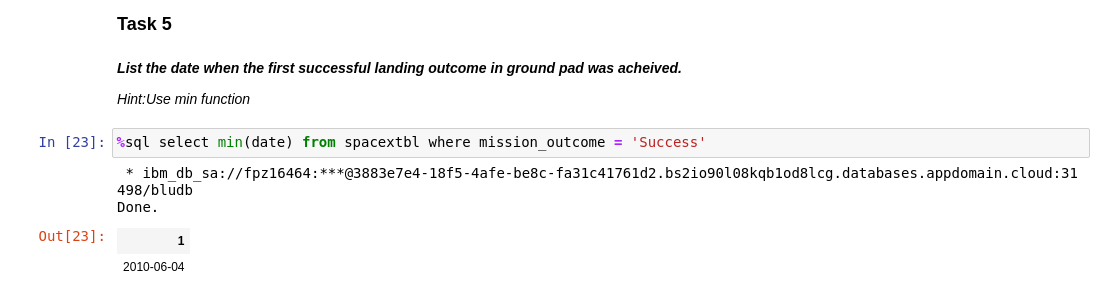 Task 5
List the date when the first successful landing outcome in ground pad was acheived.
Hint:Use min function
In [23]: %sql select min(date) from spacextbl where mission_outcome = 'Success'
* ibm_db_sa://fpz16464:***@3883e7e4-18f5-4afe-be8c-fa31c41761d2.bs2io90l08kqb1od8lcg.databases.appdomain.cloud:31
498/bludb
Done.
Out[23]: 1
2010-06-04